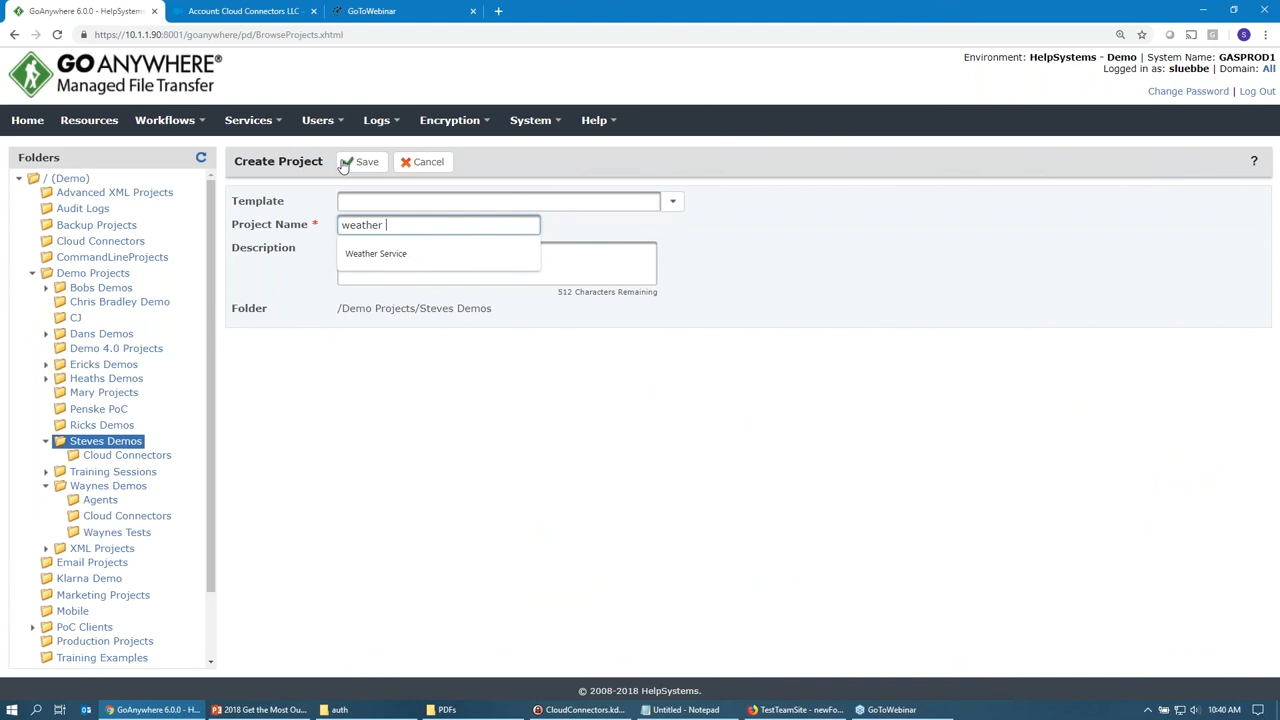 GoAnywhere 6.0.0 - HelpSystems -
Account: Cloud Connectors LLC -
GoToWebinar
https://10.1.1.90:8001/goanywhere/pd/BrowseProjects.xhtml
S
GO ANYWHERE®
Managed File Transfer
Environment: HelpSystems - Demo | System Name: GASPROD1
Logged in as: sluebbe | Domain: All
Change Password | Log Out
Home Resources Workflows Services Users Logs Encryption System Help
Folders
/ (Demo)
Advanced XML Projects
Audit Logs
Backup Projects
Cloud Connectors
CommandLineProjects
Demo Projects
Bobs Demos
Chris Bradley Demo
CJ
Dans Demos
Demo 4.0 Projects
Ericks Demos
Heaths Demos
Mary Projects
Penske PoC
Ricks Demos
Steves Demos
Cloud Connectors
Training Sessions
Waynes Demos
Agents
Cloud Connectors
Waynes Tests
XML Projects
Email Projects
Klarna Demo
Marketing Projects
Mobile
PoC Clients
Production Projects
Training Examples
Create Project Save Cancel ?
Template
Project Name * weather
Weather Service
Description
512 Characters Remaining
Folder /Demo Projects/Steves Demos
© 2008-2018 HelpSystems.
GoAnywhere 6.0.0 - H...
2018 Get the Most Ou...
auth
PDFs
CloudConnectors.kd...
Untitled - Notepad
TestTeamSite - newFo...
GoToWebinar
10:40 AM